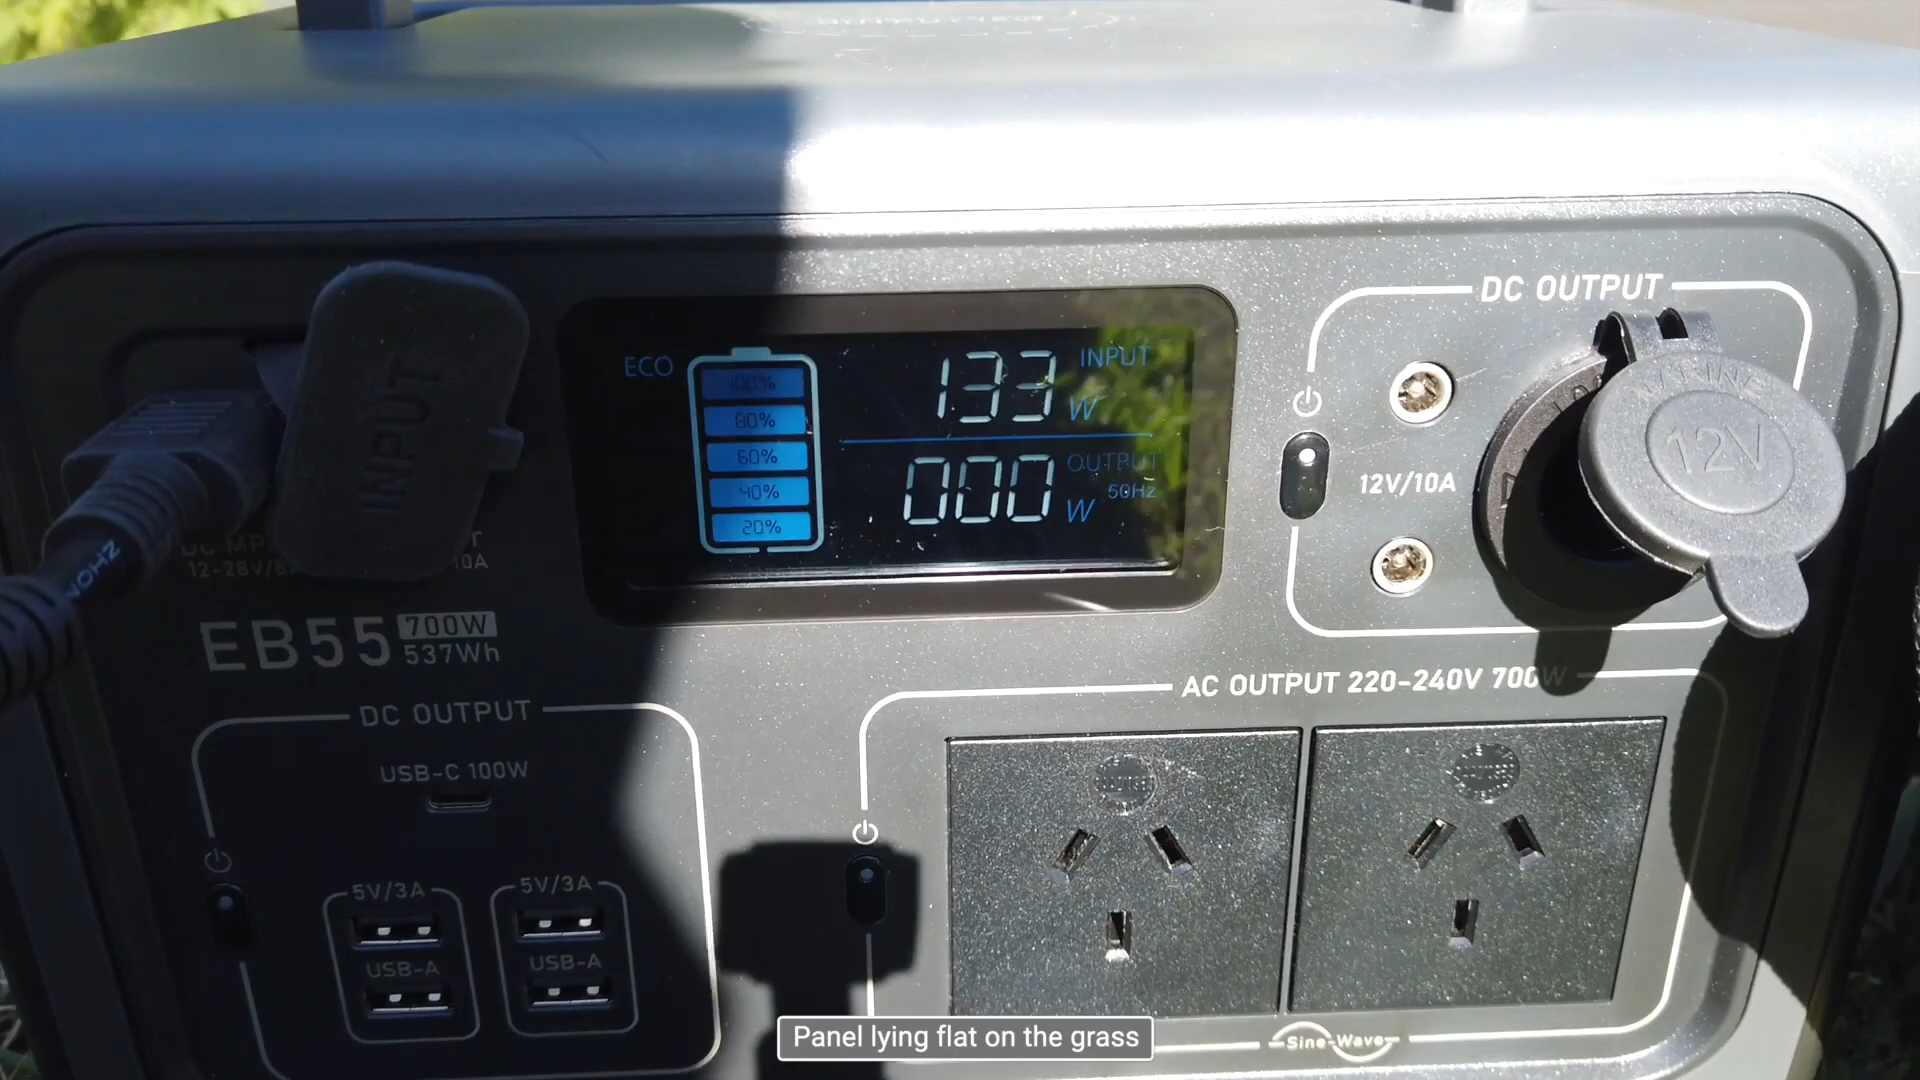 INPUT
12-28V/8
10A
EB55
700W
537Wh
ECO
100%
80%
60%
40%
20%
133
INPUT
W
000
OUTPUT
50Hz
W
DC OUTPUT
12V/10A
12V
DC OUTPUT
USB-C 100W
5V/3A
5V/3A
USB-A
USB-A
AC OUTPUT 220-240V 700W
Sine-Wave
Panel lying flat on the grass